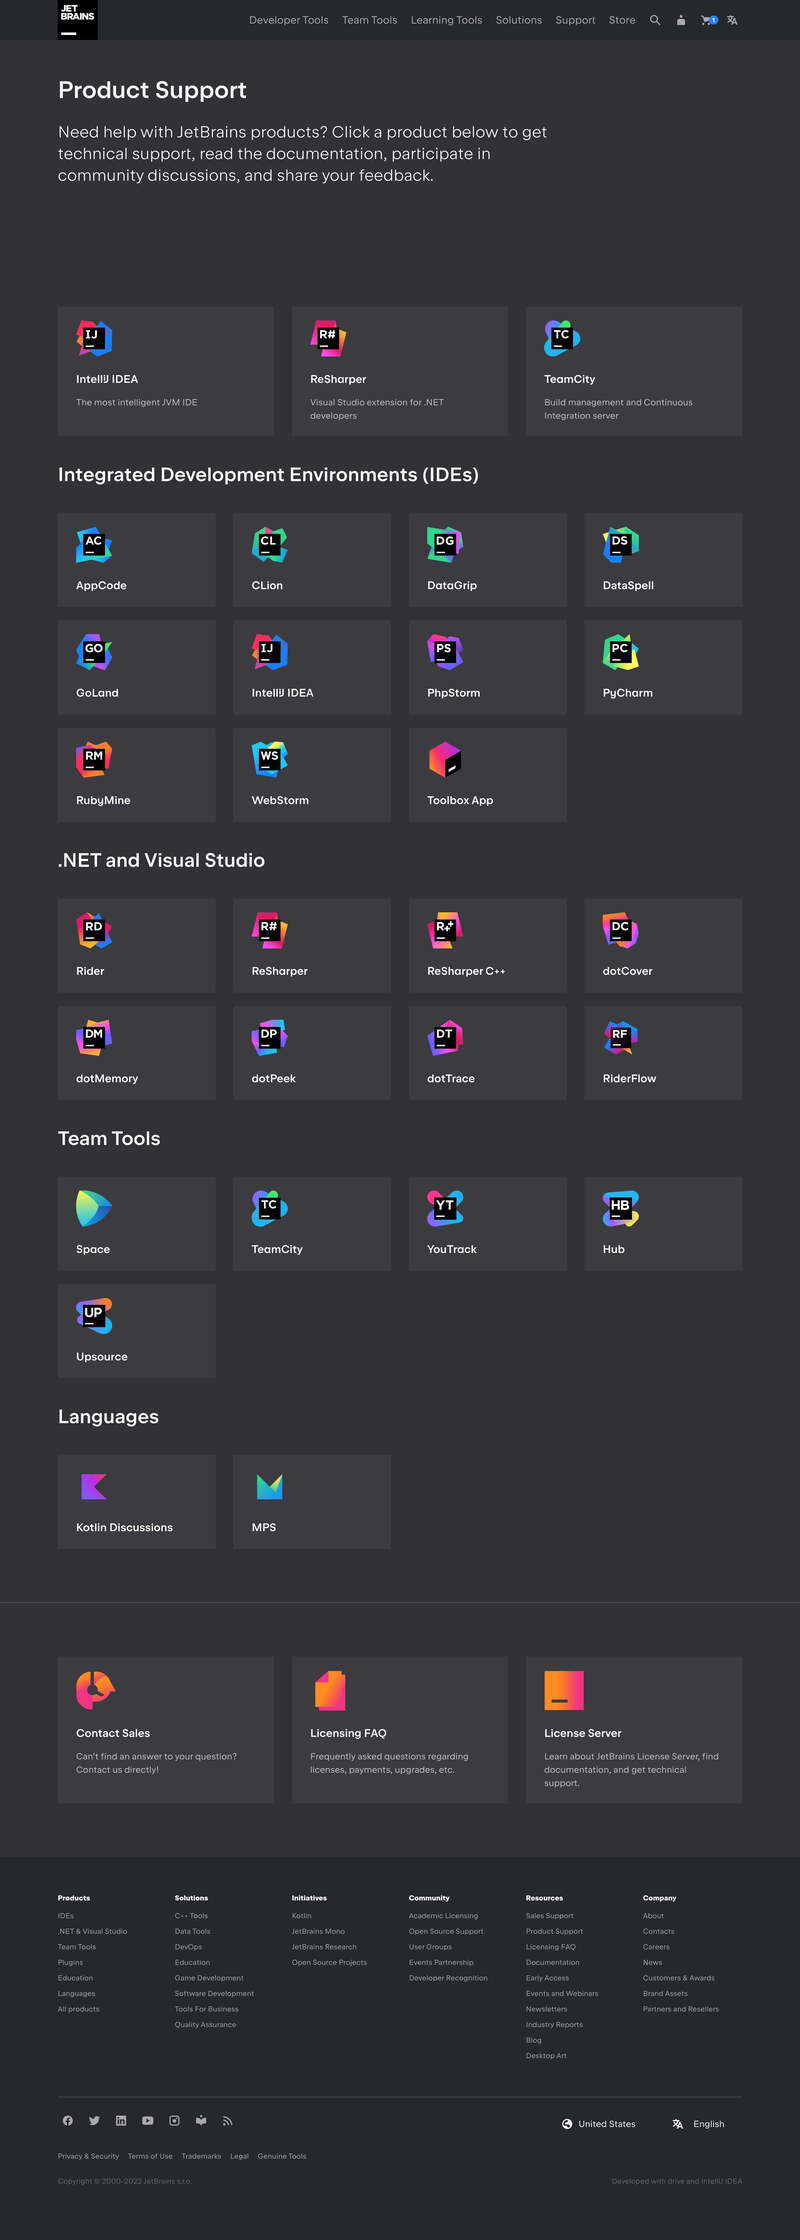 JET
BRAINS
Developer Tools Team Tools Learning Tools Solutions Support Store 1
Product Support
Need help with JetBrains products? Click a product below to get
technical support, read the documentation, participate in
community discussions, and share your feedback.
IJ
IntelliJ IDEA
The most intelligent JVM IDE
R#
ReSharper
Visual Studio extension for .NET
developers
TC
TeamCity
Build management and Continuous
Integration server
Integrated Development Environments (IDEs)
AC
AppCode
CL
CLion
DG
DataGrip
DS
DataSpell
GO
GoLand
IJ
IntelliJ IDEA
PS
PhpStorm
PC
PyCharm
RM
RubyMine
WS
WebStorm
Toolbox App
.NET and Visual Studio
RD
Rider
R#
ReSharper
R++
ReSharper C++
DC
dotCover
DM
dotMemory
DP
dotPeek
DT
dotTrace
RF
RiderFlow
Team Tools
Space
TC
TeamCity
YT
YouTrack
HB
Hub
UP
Upsource
Languages
Kotlin Discussions
MPS
Contact Sales
Can't find an answer to your question?
Contact us directly!
Licensing FAQ
Frequently asked questions regarding
licenses, payments, upgrades, etc.
License Server
Learn about JetBrains License Server, find
documentation, and get technical
support.
Products
IDEs
.NET & Visual Studio
Team Tools
Plugins
Education
Languages
All products
Solutions
C++ Tools
Data Tools
DevOps
Education
Game Development
Software Development
Tools For Business
Quality Assurance
Initiatives
Kotlin
JetBrains Mono
JetBrains Research
Open Source Projects
Community
Academic Licensing
Open Source Support
User Groups
Events Partnership
Developer Recognition
Resources
Sales Support
Product Support
Licensing FAQ
Documentation
Early Access
Events and Webinars
Newsletters
Industry Reports
Blog
Desktop Art
Company
About
Contacts
Careers
News
Customers & Awards
Brand Assets
Partners and Resellers
United States English
Privacy & Security Terms of Use Trademarks Legal Genuine Tools
Copyright © 2000-2022 JetBrains s.r.o. Developed with drive and IntelliJ IDEA